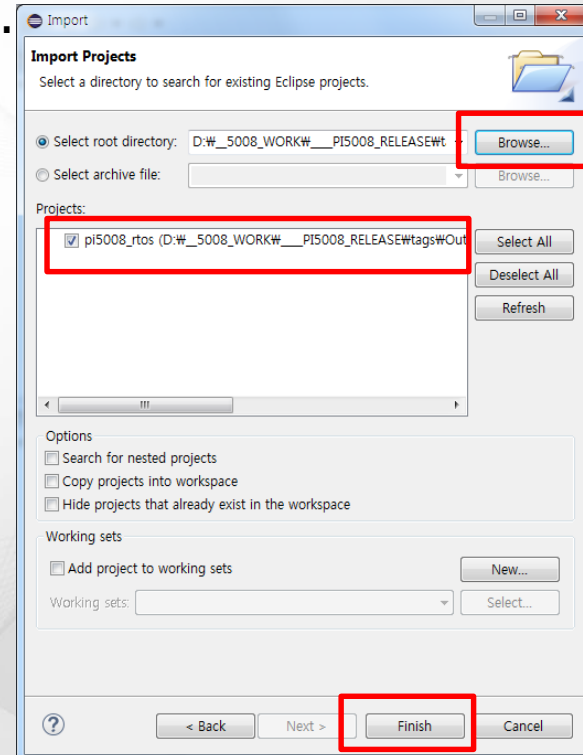 Import
Import Projects
Select a directory to search for existing Eclipse projects.
Select root directory: D:₩__5008_WORK₩___PI5008_RELEASE₩t Browse...
Select archive file: Browse...
Projects:
pi5008_rtos (D:₩__5008_WORK₩___PI5008_RELEASE₩tags₩Out
Select All
Deselect All
Refresh
Options
Search for nested projects
Copy projects into workspace
Hide projects that already exist in the workspace
Working sets
Add project to working sets New...
Working sets: Select...
? < Back Next > Finish Cancel